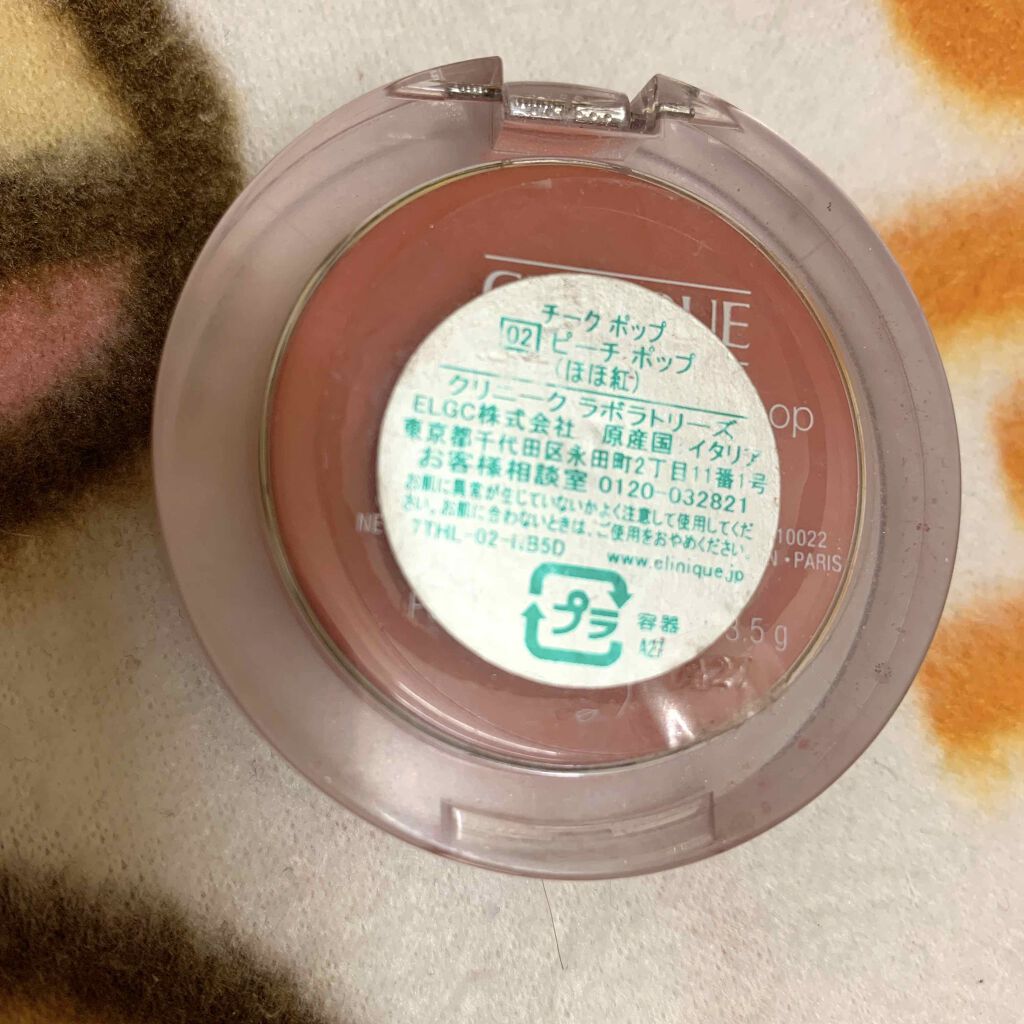 チーク ポップ
02 ピーチ ポップ
(ほほ紅)
クリニーク ラボラトリーズ
ELGC株式会社 原産国 イタリア
東京都千代田区永田町2丁目11番1号
お客様相談室 0120-032821
お肌に異常が生じていないかよく注意して使用してくだ
さい。お肌に合わないときは、ご使用をおやめください。
7THL-02-1.B5D www.clinique.jp
プラ 容器
10022
PARIS
3.5 g